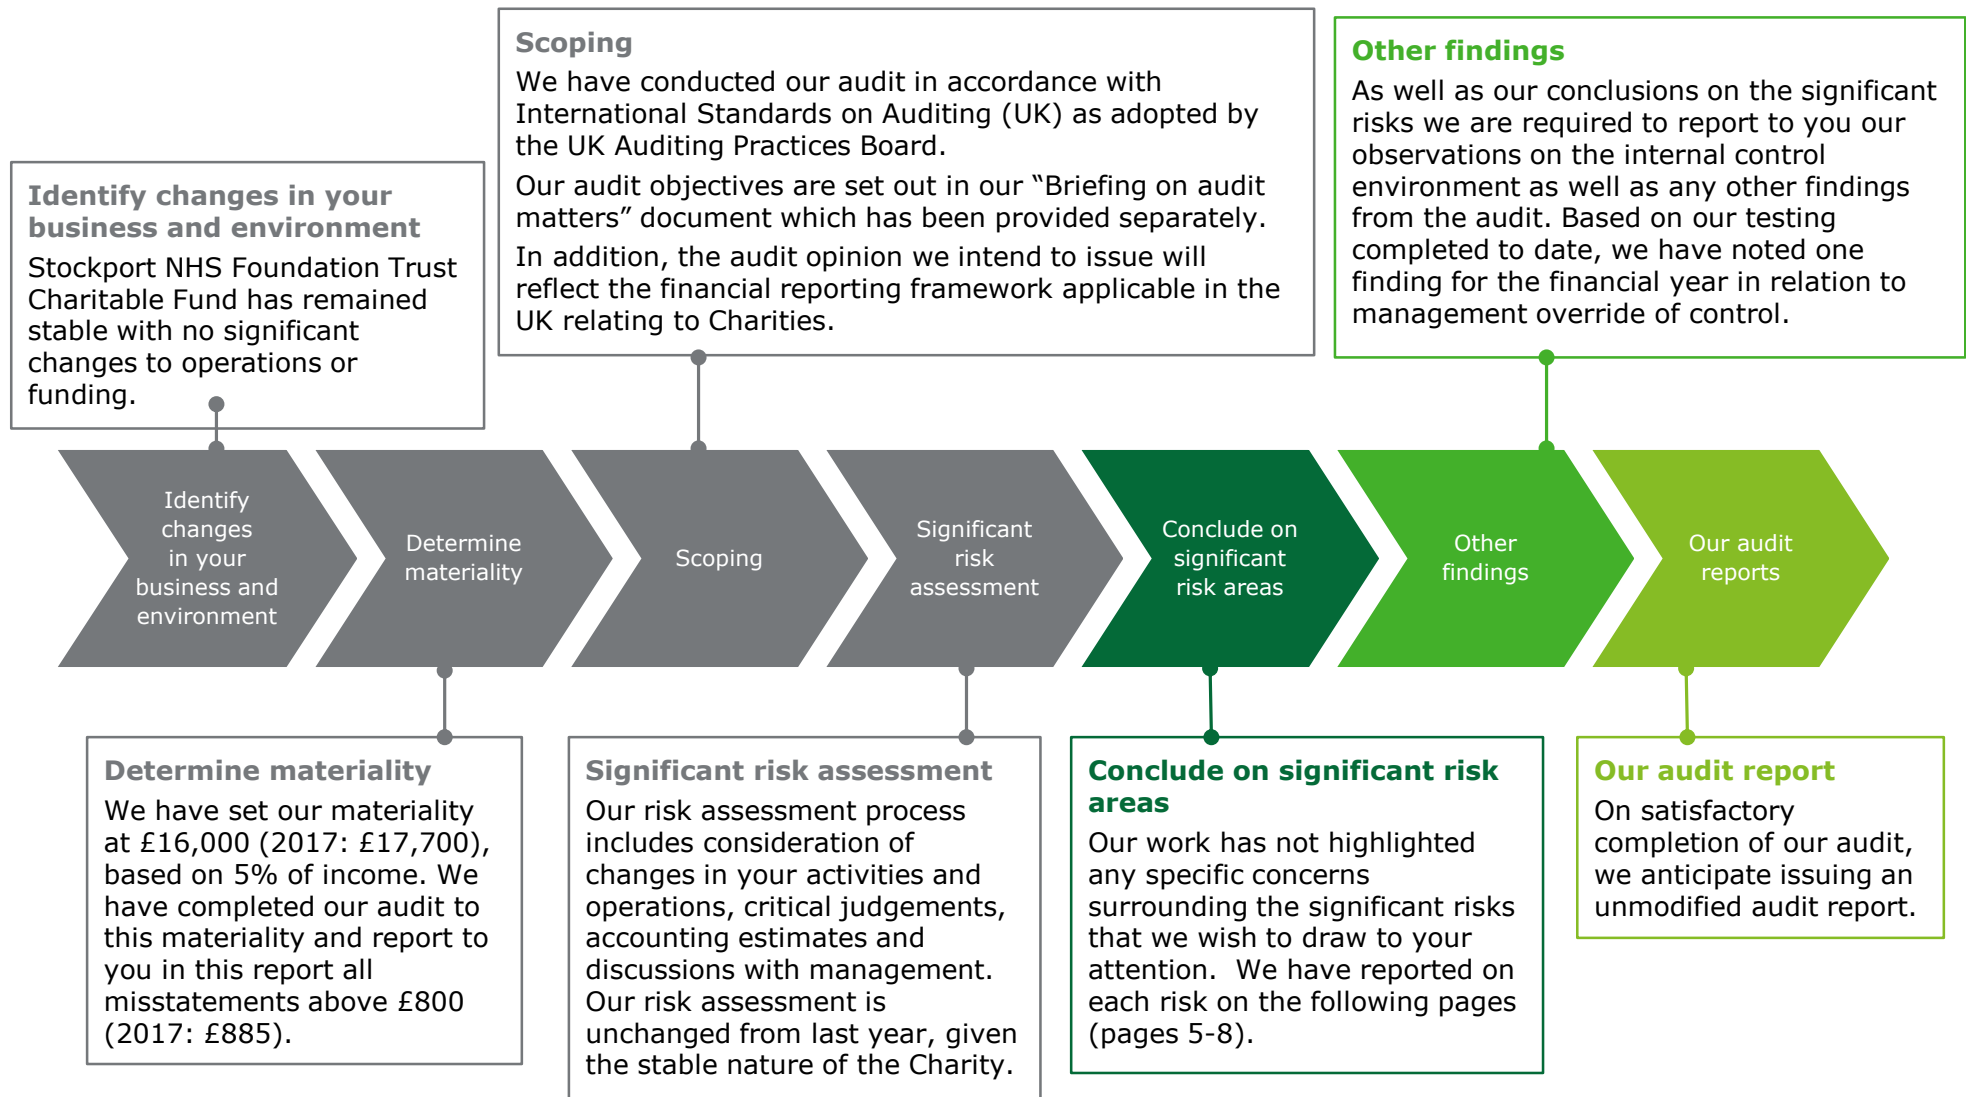 Scoping
We have conducted our audit in accordance with
International Standards on Auditing (UK) as adopted by
the UK Auditing Practices Board.
Our audit objectives are set out in our “Briefing on audit
matters” document which has been provided separately.
In addition, the audit opinion we intend to issue will
reflect the financial reporting framework applicable in the
UK relating to Charities.
Other findings
As well as our conclusions on the significant
risks we are required to report to you our
observations on the internal control
environment as well as any other findings
from the audit. Based on our testing
completed to date, we have noted one
finding for the financial year in relation to
management override of control.
Identify changes in your
business and environment
Stockport NHS Foundation Trust
Charitable Fund has remained
stable with no significant
changes to operations or
funding.
Identify
changes
in your
business and
environment
Determine
materiality
Scoping
Significant
risk
assessment
Conclude on
significant
risk areas
Other
findings
Our audit
reports
Determine materiality
We have set our materiality
at £16,000 (2017: £17,700),
based on 5% of income. We
have completed our audit to
this materiality and report to
you in this report all
misstatements above £800
(2017: £885).
Significant risk assessment
Our risk assessment process
includes consideration of
changes in your activities and
operations, critical judgements,
accounting estimates and
discussions with management.
Our risk assessment is
unchanged from last year, given
the stable nature of the Charity.
Conclude on significant risk
areas
Our work has not highlighted
any specific concerns
surrounding the significant risks
that we wish to draw to your
attention.  We have reported on
each risk on the following pages
(pages 5-8).
Our audit report
On satisfactory
completion of our audit,
we anticipate issuing an
unmodified audit report.